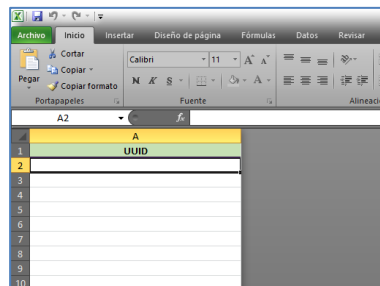 Archivo Inicio Insertar Diseño de página Fórmulas Datos Revisar
Cortar
Calibri 11 A A
Copiar
Pegar
Copiar formato
N K S A
Portapapeles Fuente Alineaci
A2 fx
A
1 UUID
2
3
4
5
6
7
8
9
10